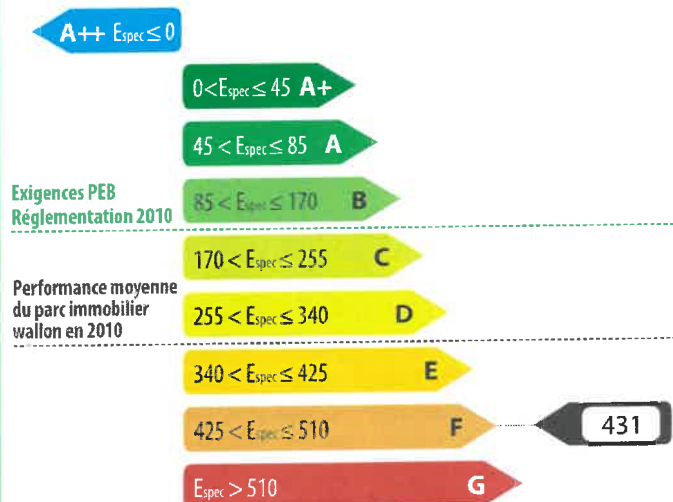 A++ Espec ≤ 0
0 < Espec ≤ 45 A+
45 < Espec ≤ 85 A
Exigences PEB
Réglementation 2010
85 < Espec ≤ 170 B
170 < Espec ≤ 255 C
Performance moyenne
du parc immobilier
wallon en 2010
255 < Espec ≤ 340 D
340 < Espec ≤ 425 E
425 < Espec ≤ 510 F
431
Espec > 510 G